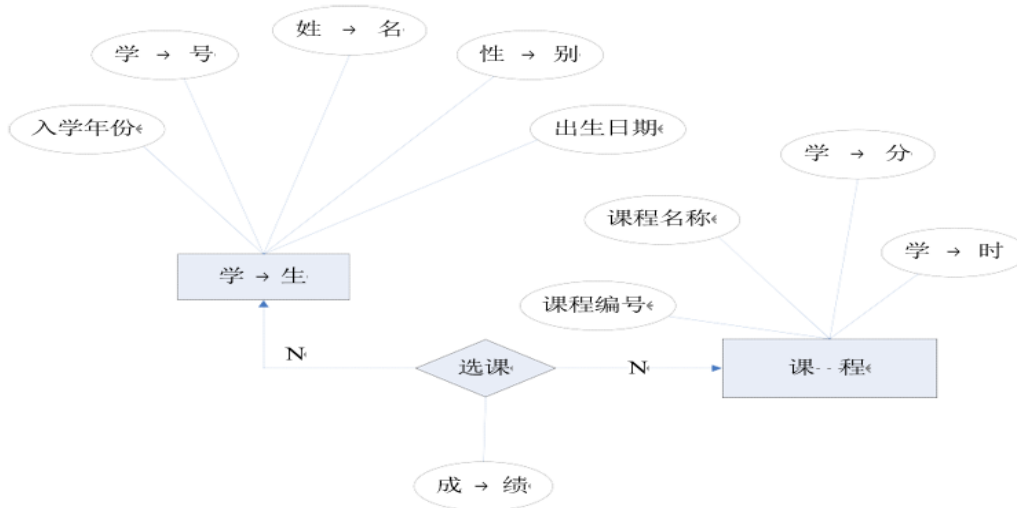 姓 → 名
学 → 号
性 → 别
入学年份
出生日期
学 → 分
课程名称
学 → 时
学 → 生
课程编号
N
选课
N
课 程
成 → 绩